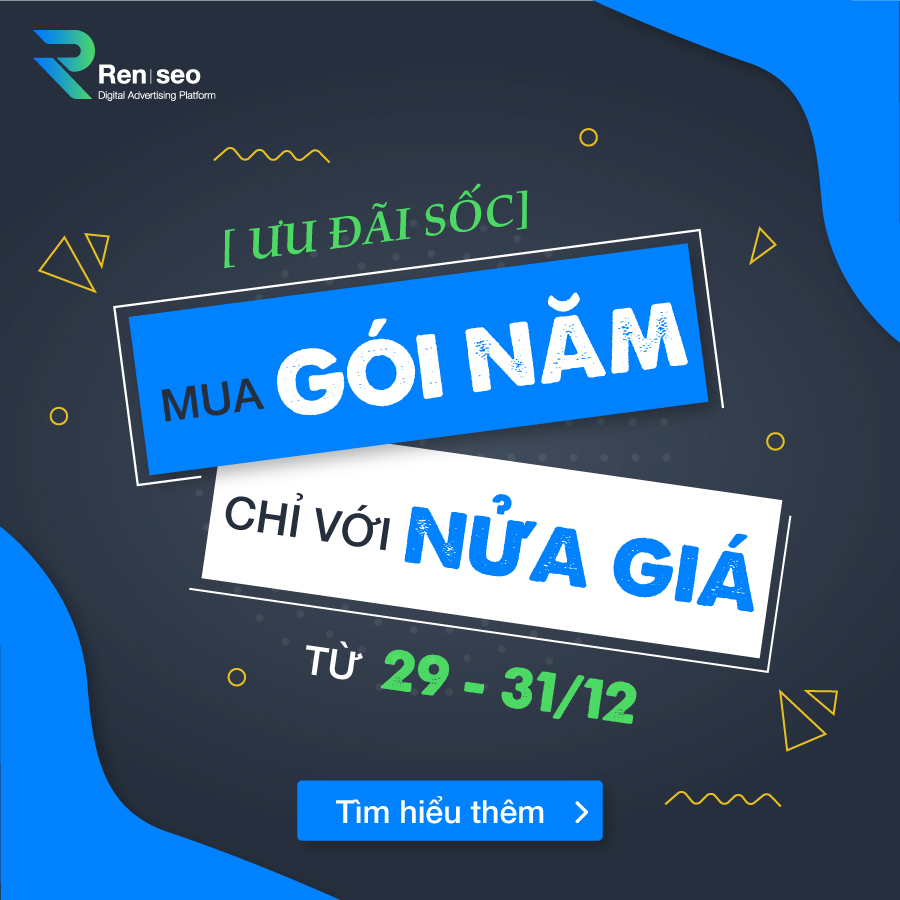 Ren|seo
Digital Advertising Platform
[ ƯU ĐÃI SỐC]
MUA GÓI NĂM
CHỈ VỚI NỬA GIÁ
TỪ 29 - 31/12
Tìm hiểu thêm